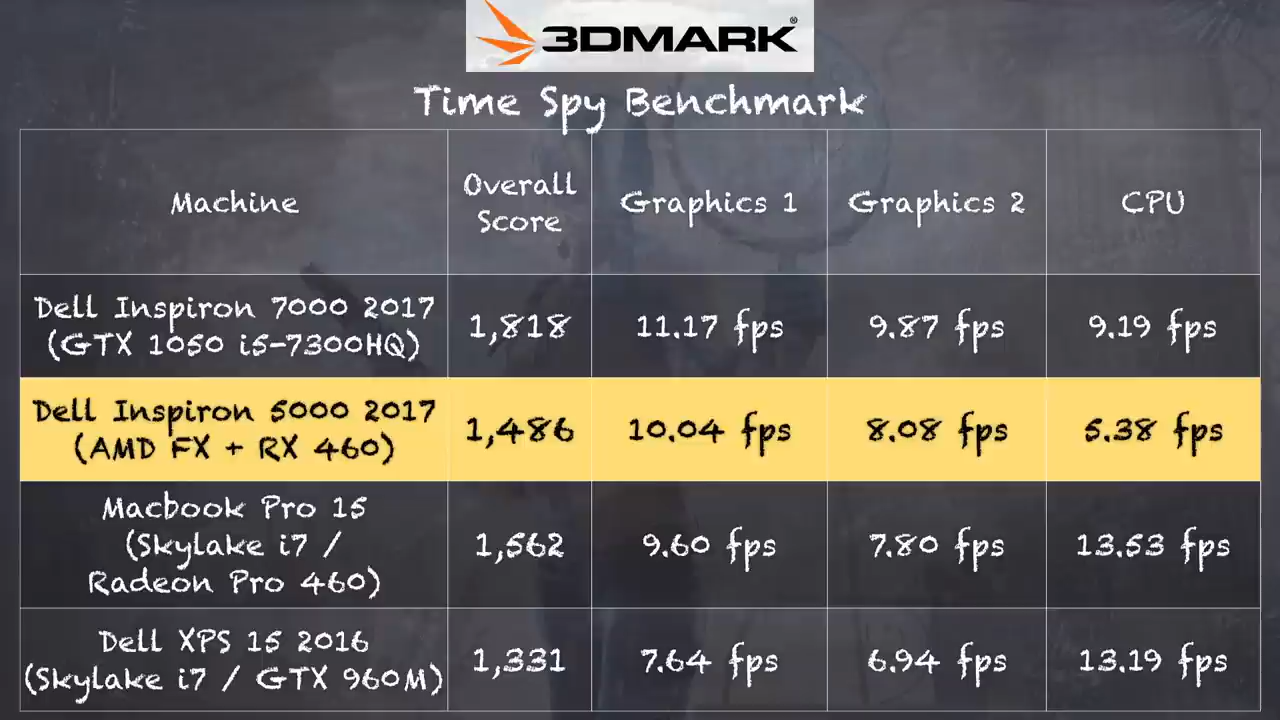 3DMARK®
Time Spy Benchmark
Machine
Overall
Score
Graphics 1
Graphics 2
CPU
Dell Inspiron 7000 2017
(GTX 1050 i5-7300HQ)
1,818
11.17 fps
9.87 fps
9.19 fps
Dell Inspiron 5000 2017
(AMD FX + RX 460)
1,486
10.04 fps
8.08 fps
5.38 fps
Macbook Pro 15
(Skylake i7 /
Radeon Pro 460)
1,562
9.60 fps
7.80 fps
13.53 fps
Dell XPS 15 2016
(Skylake i7 / GTX 960M)
1,331
7.64 fps
6.94 fps
13.19 fps